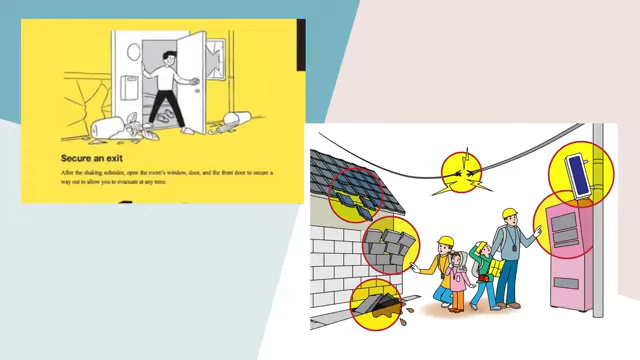 Secure an exit
After the shaking subsides, open the room's window, door, and the front door to secure a
way out to allow you to evacuate at any time.